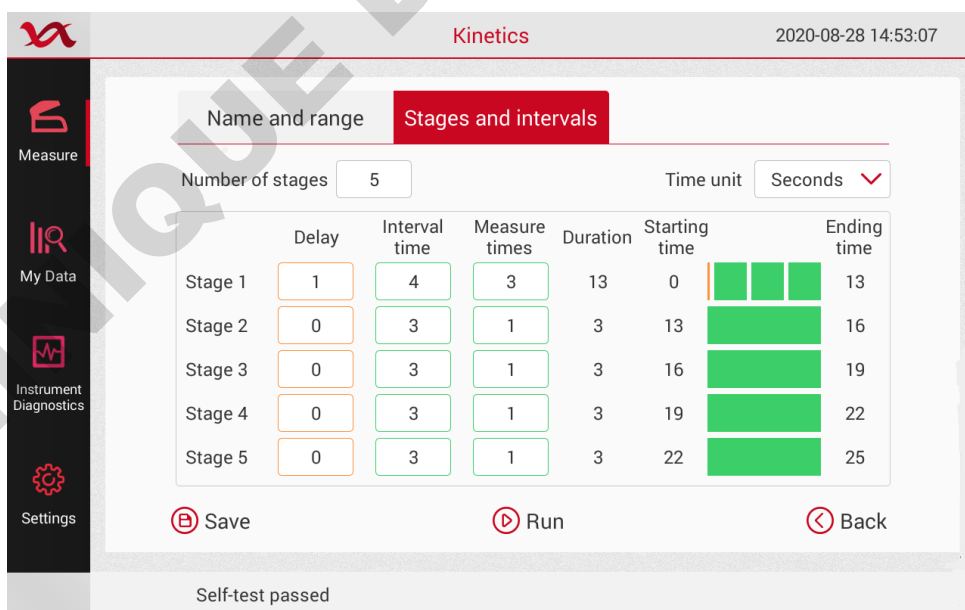 Kinetics 2020-08-28 14:53:07
Measure
My Data
Instrument
Diagnostics
Settings
Name and range Stages and intervals
Number of stages 5 Time unit Seconds
Delay Interval time Measure times Duration Starting time Ending time
Stage 1 1 4 3 13 0 13
Stage 2 0 3 1 3 13 16
Stage 3 0 3 1 3 16 19
Stage 4 0 3 1 3 19 22
Stage 5 0 3 1 3 22 25
Save Run Back
Self-test passed